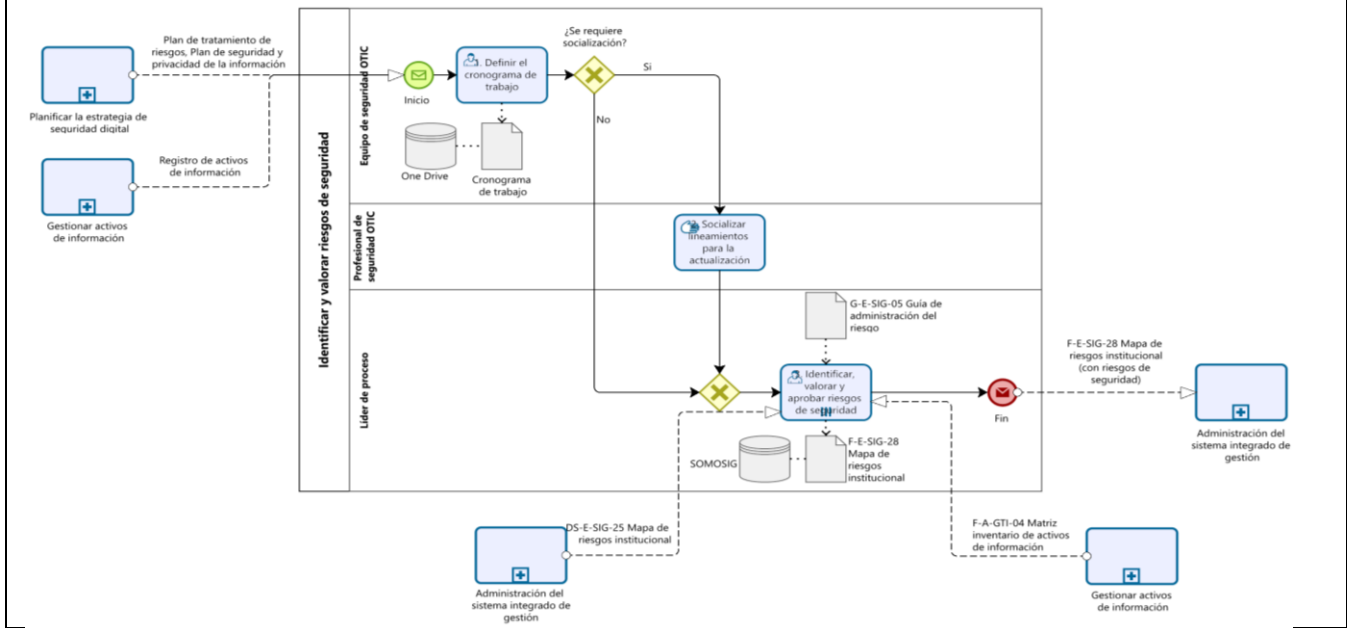 Plan de tratamiento de
riesgos, Plan de seguridad y
privacidad de la información
Planificar la estrategia de
seguridad digital
Registro de activos
de información
Gestionar activos
de información
Identificar y valorar riesgos de seguridad
Equipo de seguridad OTIC
Inicio
1. Definir el
cronograma de
trabajo
¿Se requiere
socialización?
Si
No
One Drive
Cronograma
de trabajo
Profesional de
seguridad OTIC
Socializar
lineamientos
para la
actualización
Líder de proceso
G-E-SIG-05 Guía de
administración del
riesgo
Identificar,
valorar y
aprobar riesgos
de seguridad
SOMOSIG
F-E-SIG-28
Mapa de
riesgos
institucional
Fin
F-E-SIG-28 Mapa de
riesgos institucional
(con riesgos de
seguridad)
Administración del
sistema integrado de
gestión
DS-E-SIG-25 Mapa de
riesgos institucional
Administración del
sistema integrado de
gestión
F-A-GTI-04 Matriz
inventario de activos
de información
Gestionar activos
de información